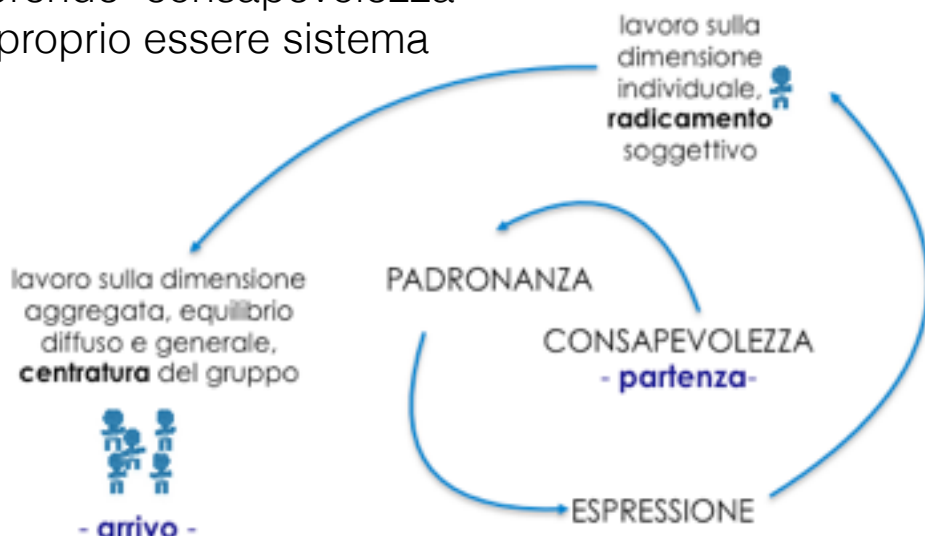 consapevolezza
proprio essere sistema
lavoro sulla
dimensione
individuale,
radicamento
soggettivo
lavoro sulla dimensione
aggregata, equilibrio
diffuso e generale,
centratura del gruppo
- arrivo -
PADRONANZA
CONSAPEVOLEZZA
- partenza-
ESPRESSIONE